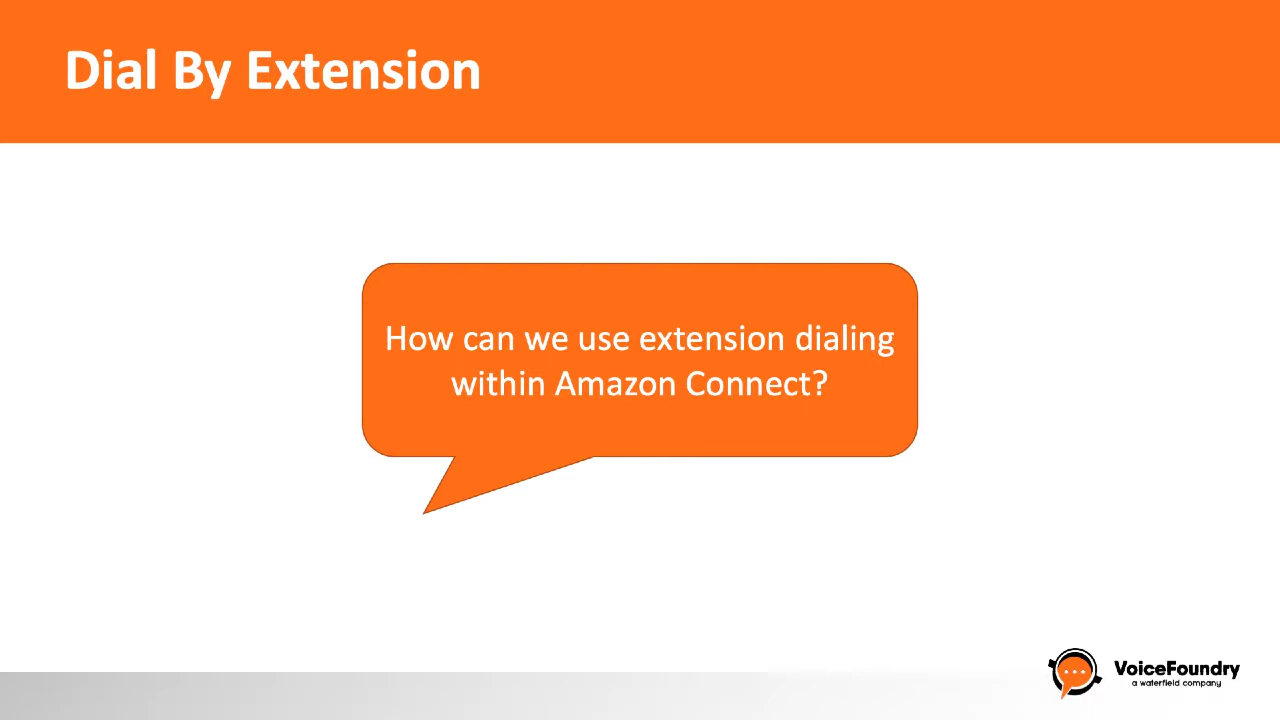 Dial By Extension
How can we use extension dialing
within Amazon Connect?
VoiceFoundry
a waterfield company